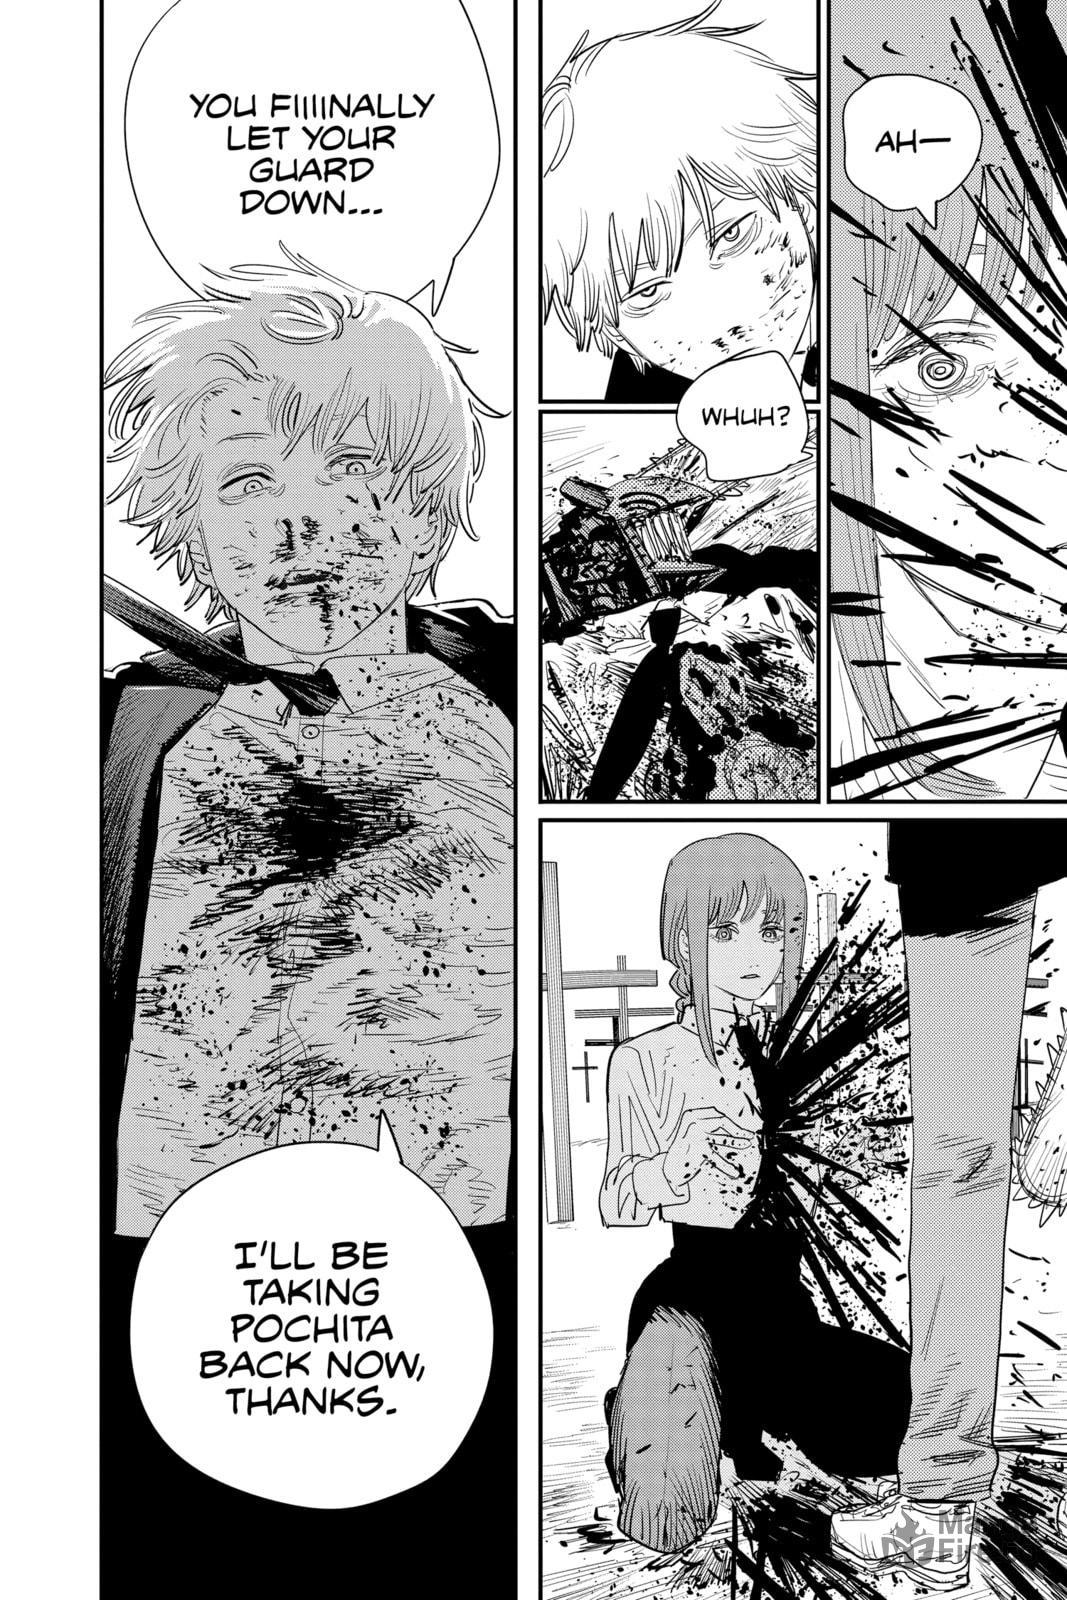 AH—
WHUH?
YOU FIIIINALLY
LET YOUR
GUARD
DOWN...
I'LL BE
TAKING
POCHITA
BACK NOW,
THANKS.